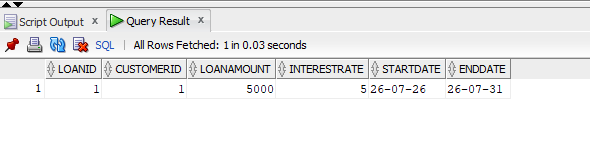 Script Output x Query Result x
SQL | All Rows Fetched: 1 in 0.03 seconds
LOANID CUSTOMERID LOANAMOUNT INTERESTRATE STARTDATE ENDDATE
1 1 1 5000 5 26-07-26 26-07-31